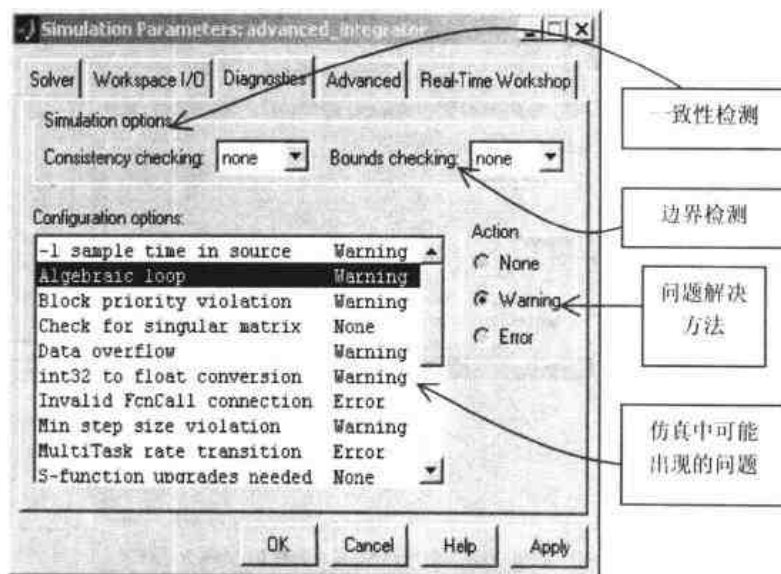 Simulation Parameters: advanced_integrator
Solver Workspace I/O Diagnostics Advanced Real-Time Workshop
Simulation options
Consistency checking: none Bounds checking: none
Configuration options:
-1 sample time in source Warning
Algebraic loop Warning
Block priority violation Warning
Check for singular matrix None
Data overflow Warning
int32 to float conversion Warning
Invalid FcnCall connection Error
Min step size violation Warning
MultiTask rate transition Error
S-function upgrades needed None
Action
None
Warning
Error
OK Cancel Help Apply
一致性检测
边界检测
问题解决
方法
仿真中可能
出现的问题